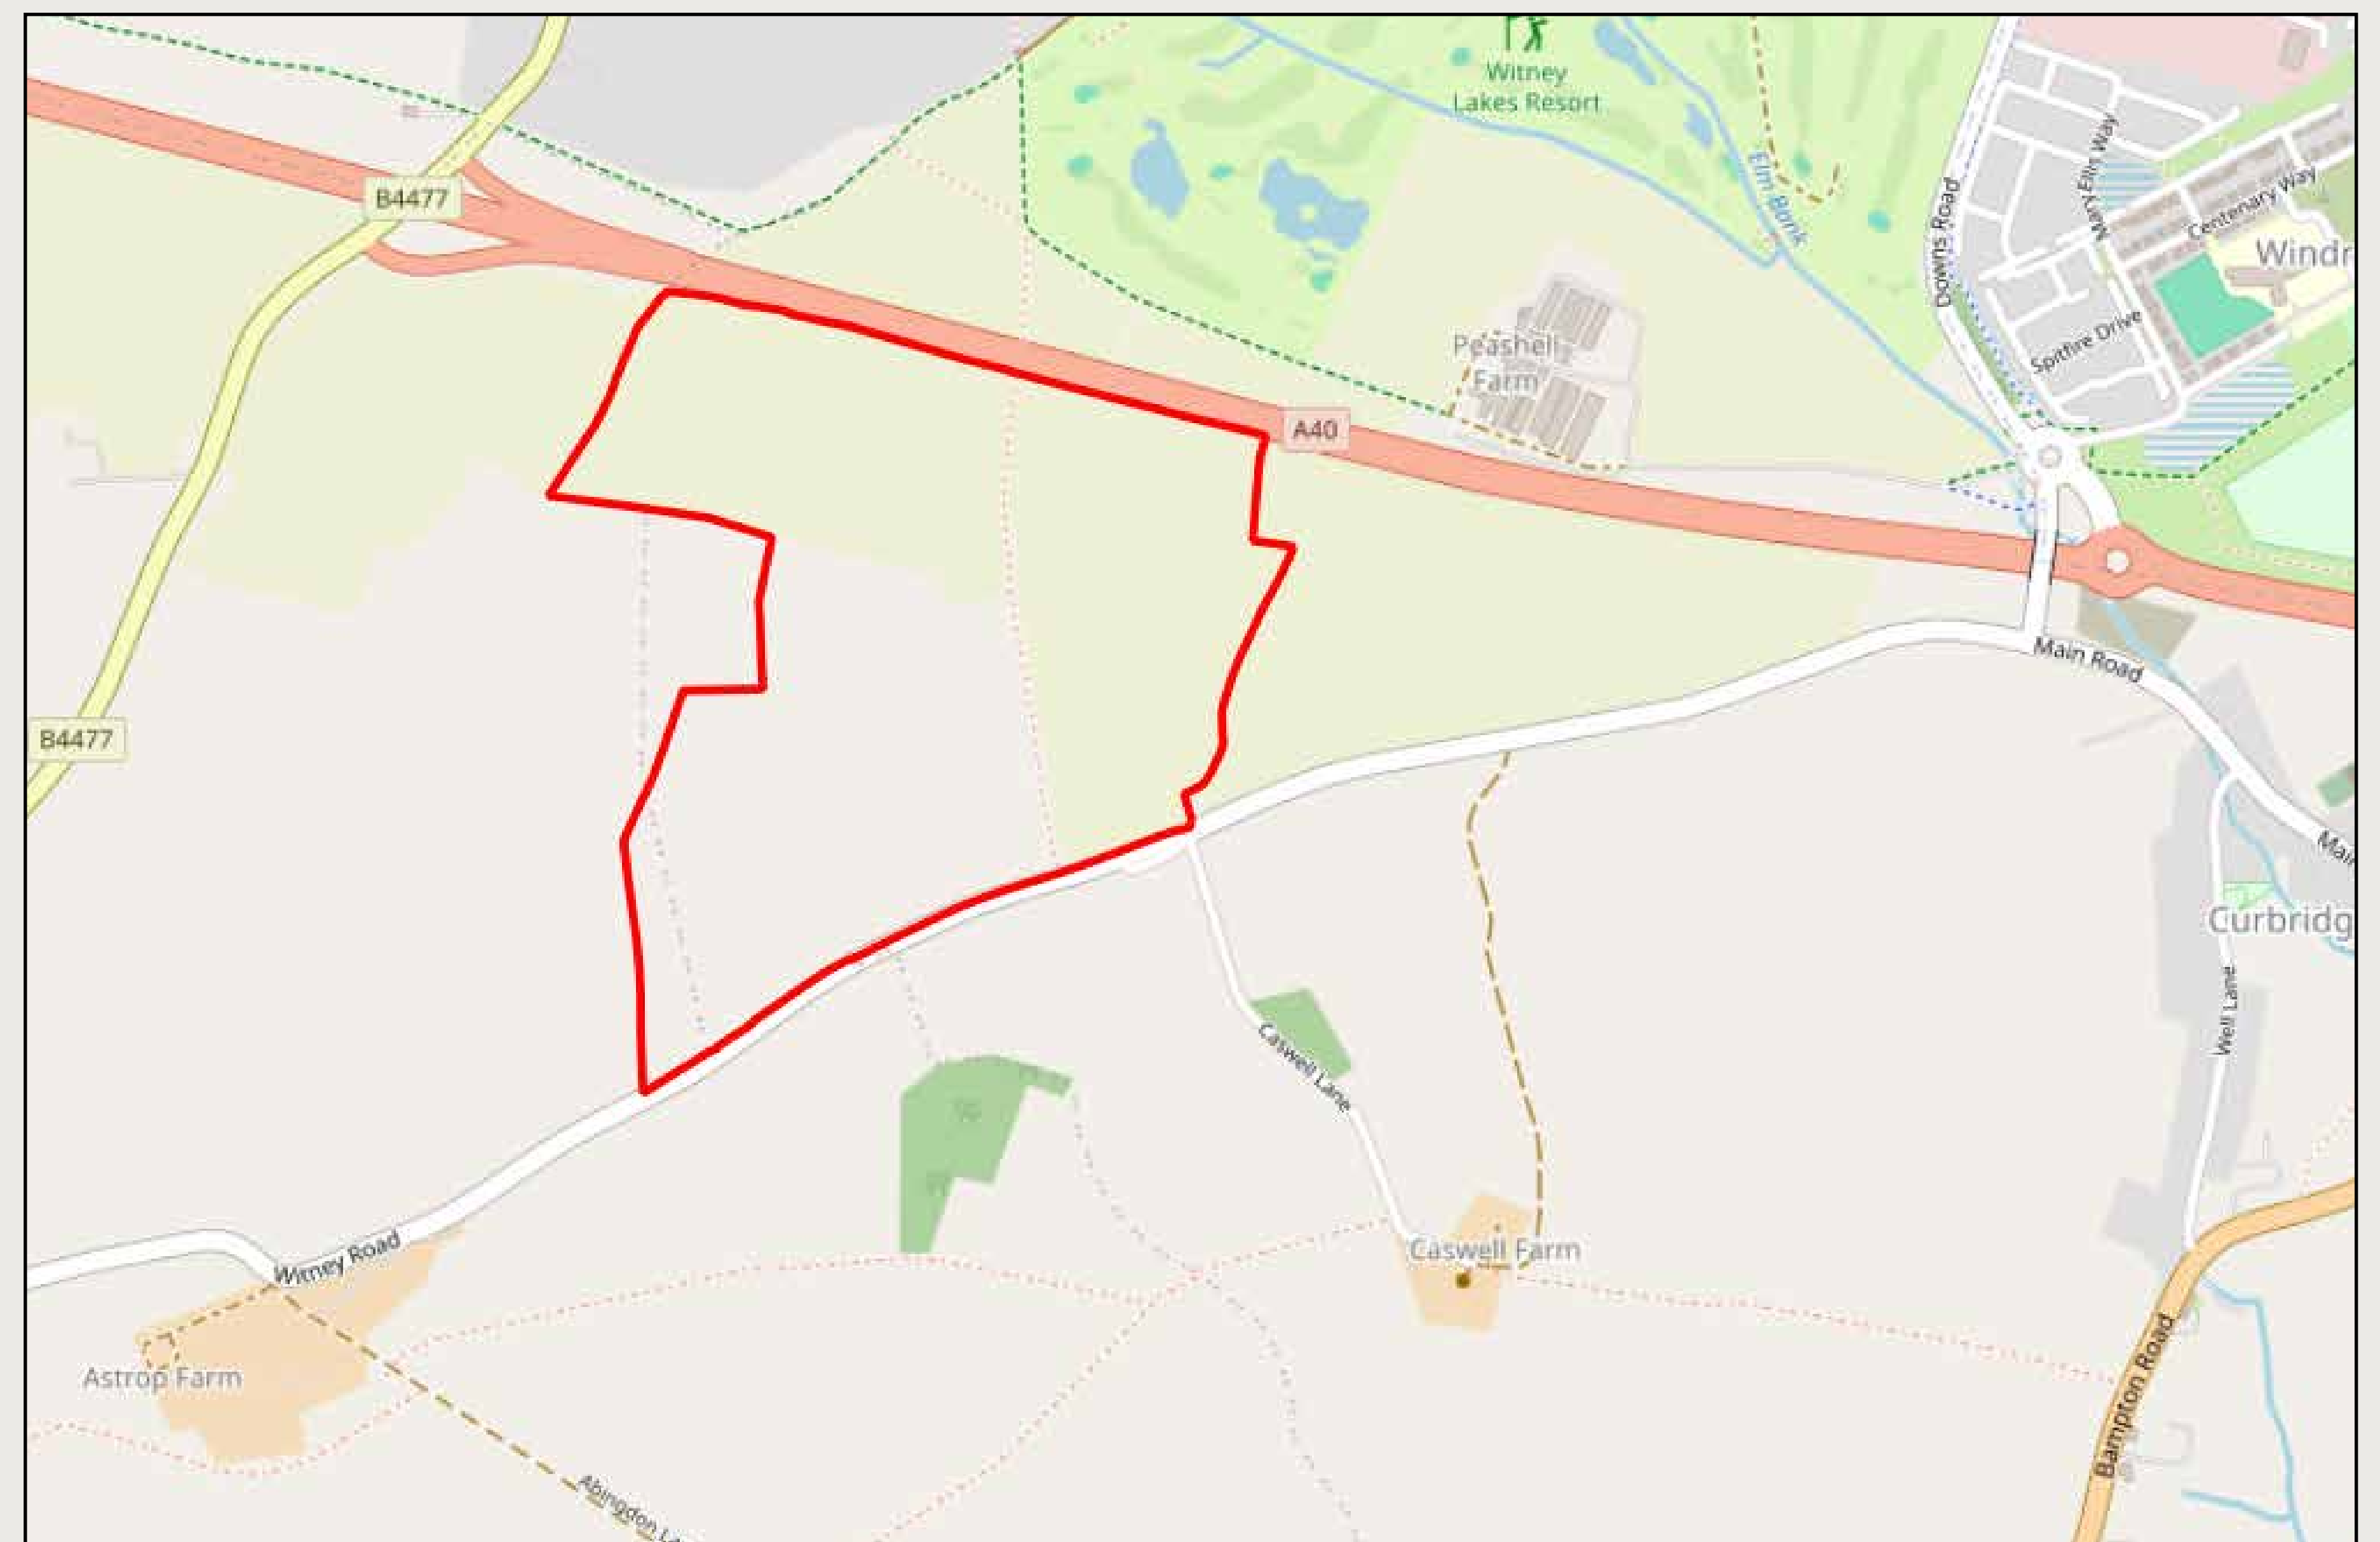 Witney
Lakes Resort
B4477
Elm Bank
Downs Road
Mary Ellis Way
Centenary Way
Windr
Spitfire Drive
Peashell
Farm
A40
Main Road
B4477
Main
Curbridg
Well Lane
Caswell Lane
Witney Road
Caswell Farm
Astrop Farm
Bampton Road
Abingdon La